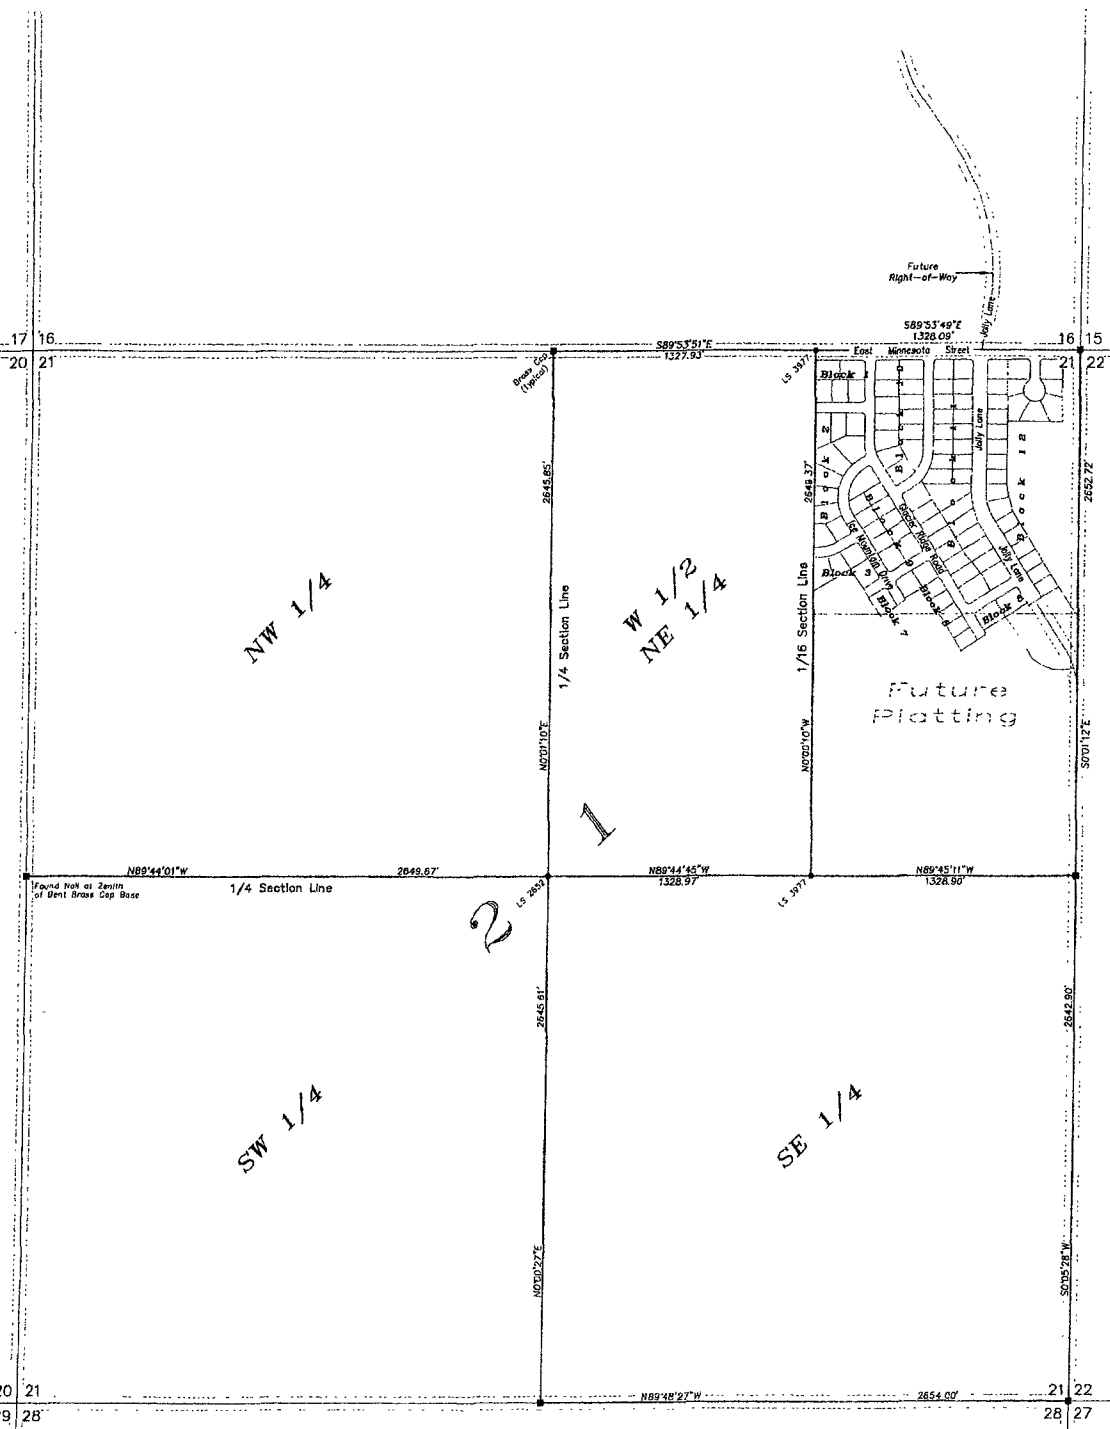 Future
Right-of-Way
Jolly Lane
S89°53'49"E
1328.09'
17 16
20 21
16 15
21 22
S89°53'51"E
1327.93'
East Minnesota Street
Brass Cap
(typical)
LS 3977
Block 1
Block 2
Jolly Lane
Block 12
2645.85'
2649.37'
2652.72'
Block 9
Glacier Ridge Road
Ice Mountain Drive
Jolly Lane
Block 3
Block 7
Block 8
Block 6
NW 1/4
W 1/2
NE 1/4
1/4 Section Line
1/16 Section Line
Future
Platting
N0°01'10"E
N0°00'10"W
S0°01'12"E
1
N89°44'01"W
2649.67'
N89°44'45"W
1328.97'
N89°45'11"W
1328.90'
Found Nail at Zenith
of Bent Brass Cap Base
1/4 Section Line
LS 2652
LS 3977
2
2645.61'
2642.90'
SW 1/4
SE 1/4
N0°00'27"E
S0°05'28"W
20 21
29 28
N89°48'27"W
2654.00'
21 22
28 27